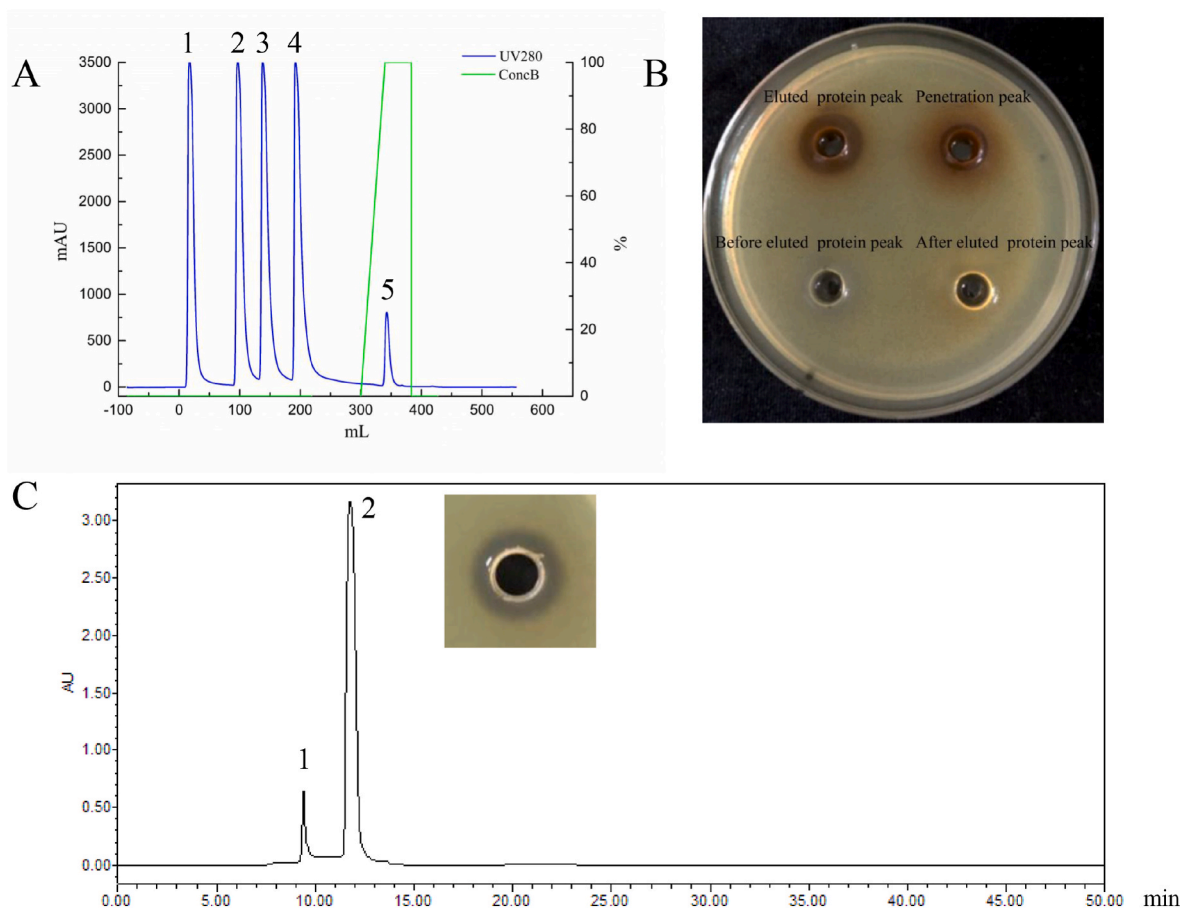 A
1 2 3 4
UV280
ConcB
3500
3000
2500
2000
1500
1000
500
0
mAU
100
80
60
40
20
0
%
5
-100 0 100 200 300 400 500 600
mL
B
Eluted protein peak Penetration peak
Before eluted protein peak After eluted protein peak
C
3.00
2.50
2.00
1.50
1.00
0.50
0.00
AU
2
1
0.00 5.00 10.00 15.00 20.00 25.00 30.00 35.00 40.00 45.00 50.00 min